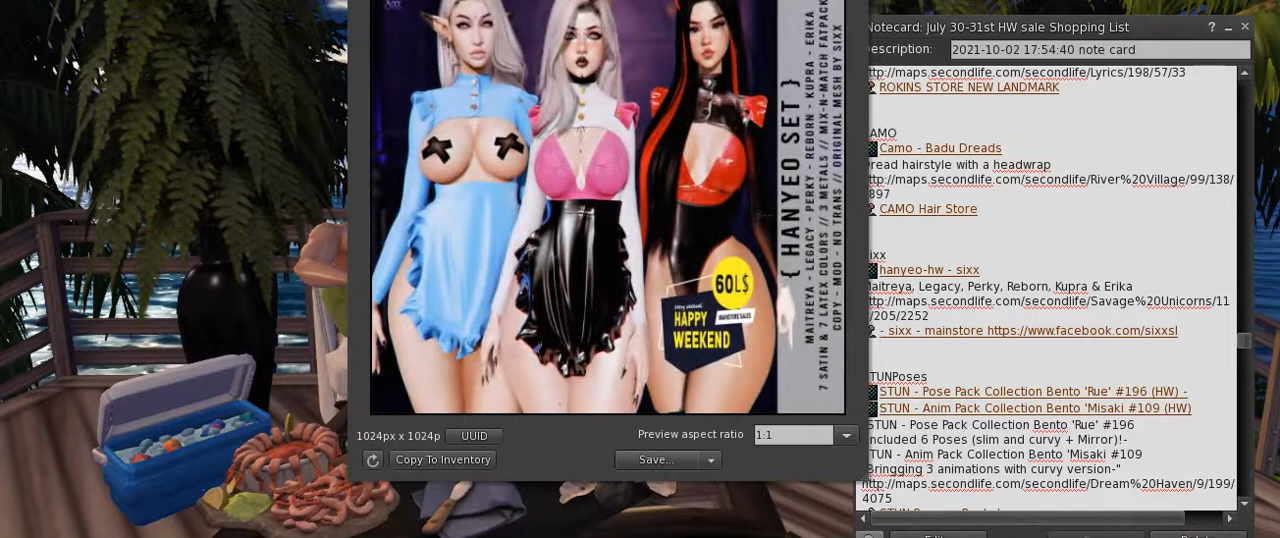 Notecard: July 30-31st HW sale Shopping List
escription:
2021-10-02 17:54:40 note card
ttp://maps.secondlife.com/secondlife/Lyrics/198/57/33
ROKINS STORE NEW LANDMARK
AMO
Camo - Badu Dreads
read hairstyle with a headwrap
ttp://maps.secondlife.com/secondlife/River%20Village/99/138/
897
CAMO Hair Store
ixx
hanyeo-hw - sixx
aitreya, Legacy, Perky, Reborn, Kupra & Erika
ttp://maps.secondlife.com/secondlife/Savage%20Unicorns/11
/205/2252
- sixx - mainstore https://www.facebook.com/sixxsl
TUNPoses
STUN - Pose Pack Collection Bento 'Rue' #196 (HW) -
STUN - Anim Pack Collection Bento 'Misaki #109 (HW)
STUN - Pose Pack Collection Bento 'Rue' #196
ncluded 6 Poses (slim and curvy + Mirror)!-
TUN - Anim Pack Collection Bento 'Misaki #109
Bringging 3 animations with curvy version-"
http://maps.secondlife.com/secondlife/Dream%20Haven/9/199/
4075
{ HANYEO SET }
MAITREYA - LEGACY - PERKY - REBORN - KUPRA - ERIKA
7 SATIN & 7 LATEX COLORS // 3 METALS // MIX-N-MATCH FATPACK
COPY - MOD - NO TRANS // ORIGINAL MESH BY SIXX
60L$
HAPPY
WEEKEND
MAINSTORE SALES
1024px x 1024p
UUID
Preview aspect ratio
1:1
Copy To Inventory
Save...